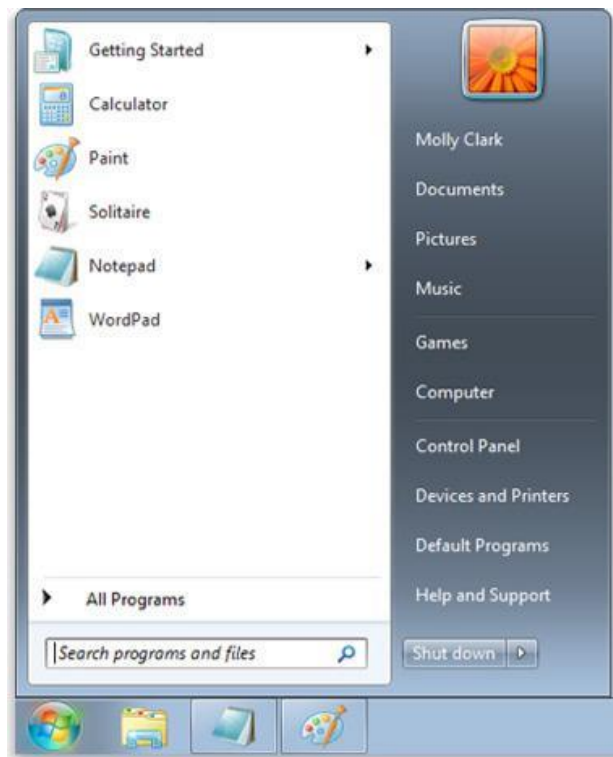 Getting Started
Calculator
Paint
Solitaire
Notepad
WordPad
All Programs
Search programs and files
Molly Clark
Documents
Pictures
Music
Games
Computer
Control Panel
Devices and Printers
Default Programs
Help and Support
Shut down